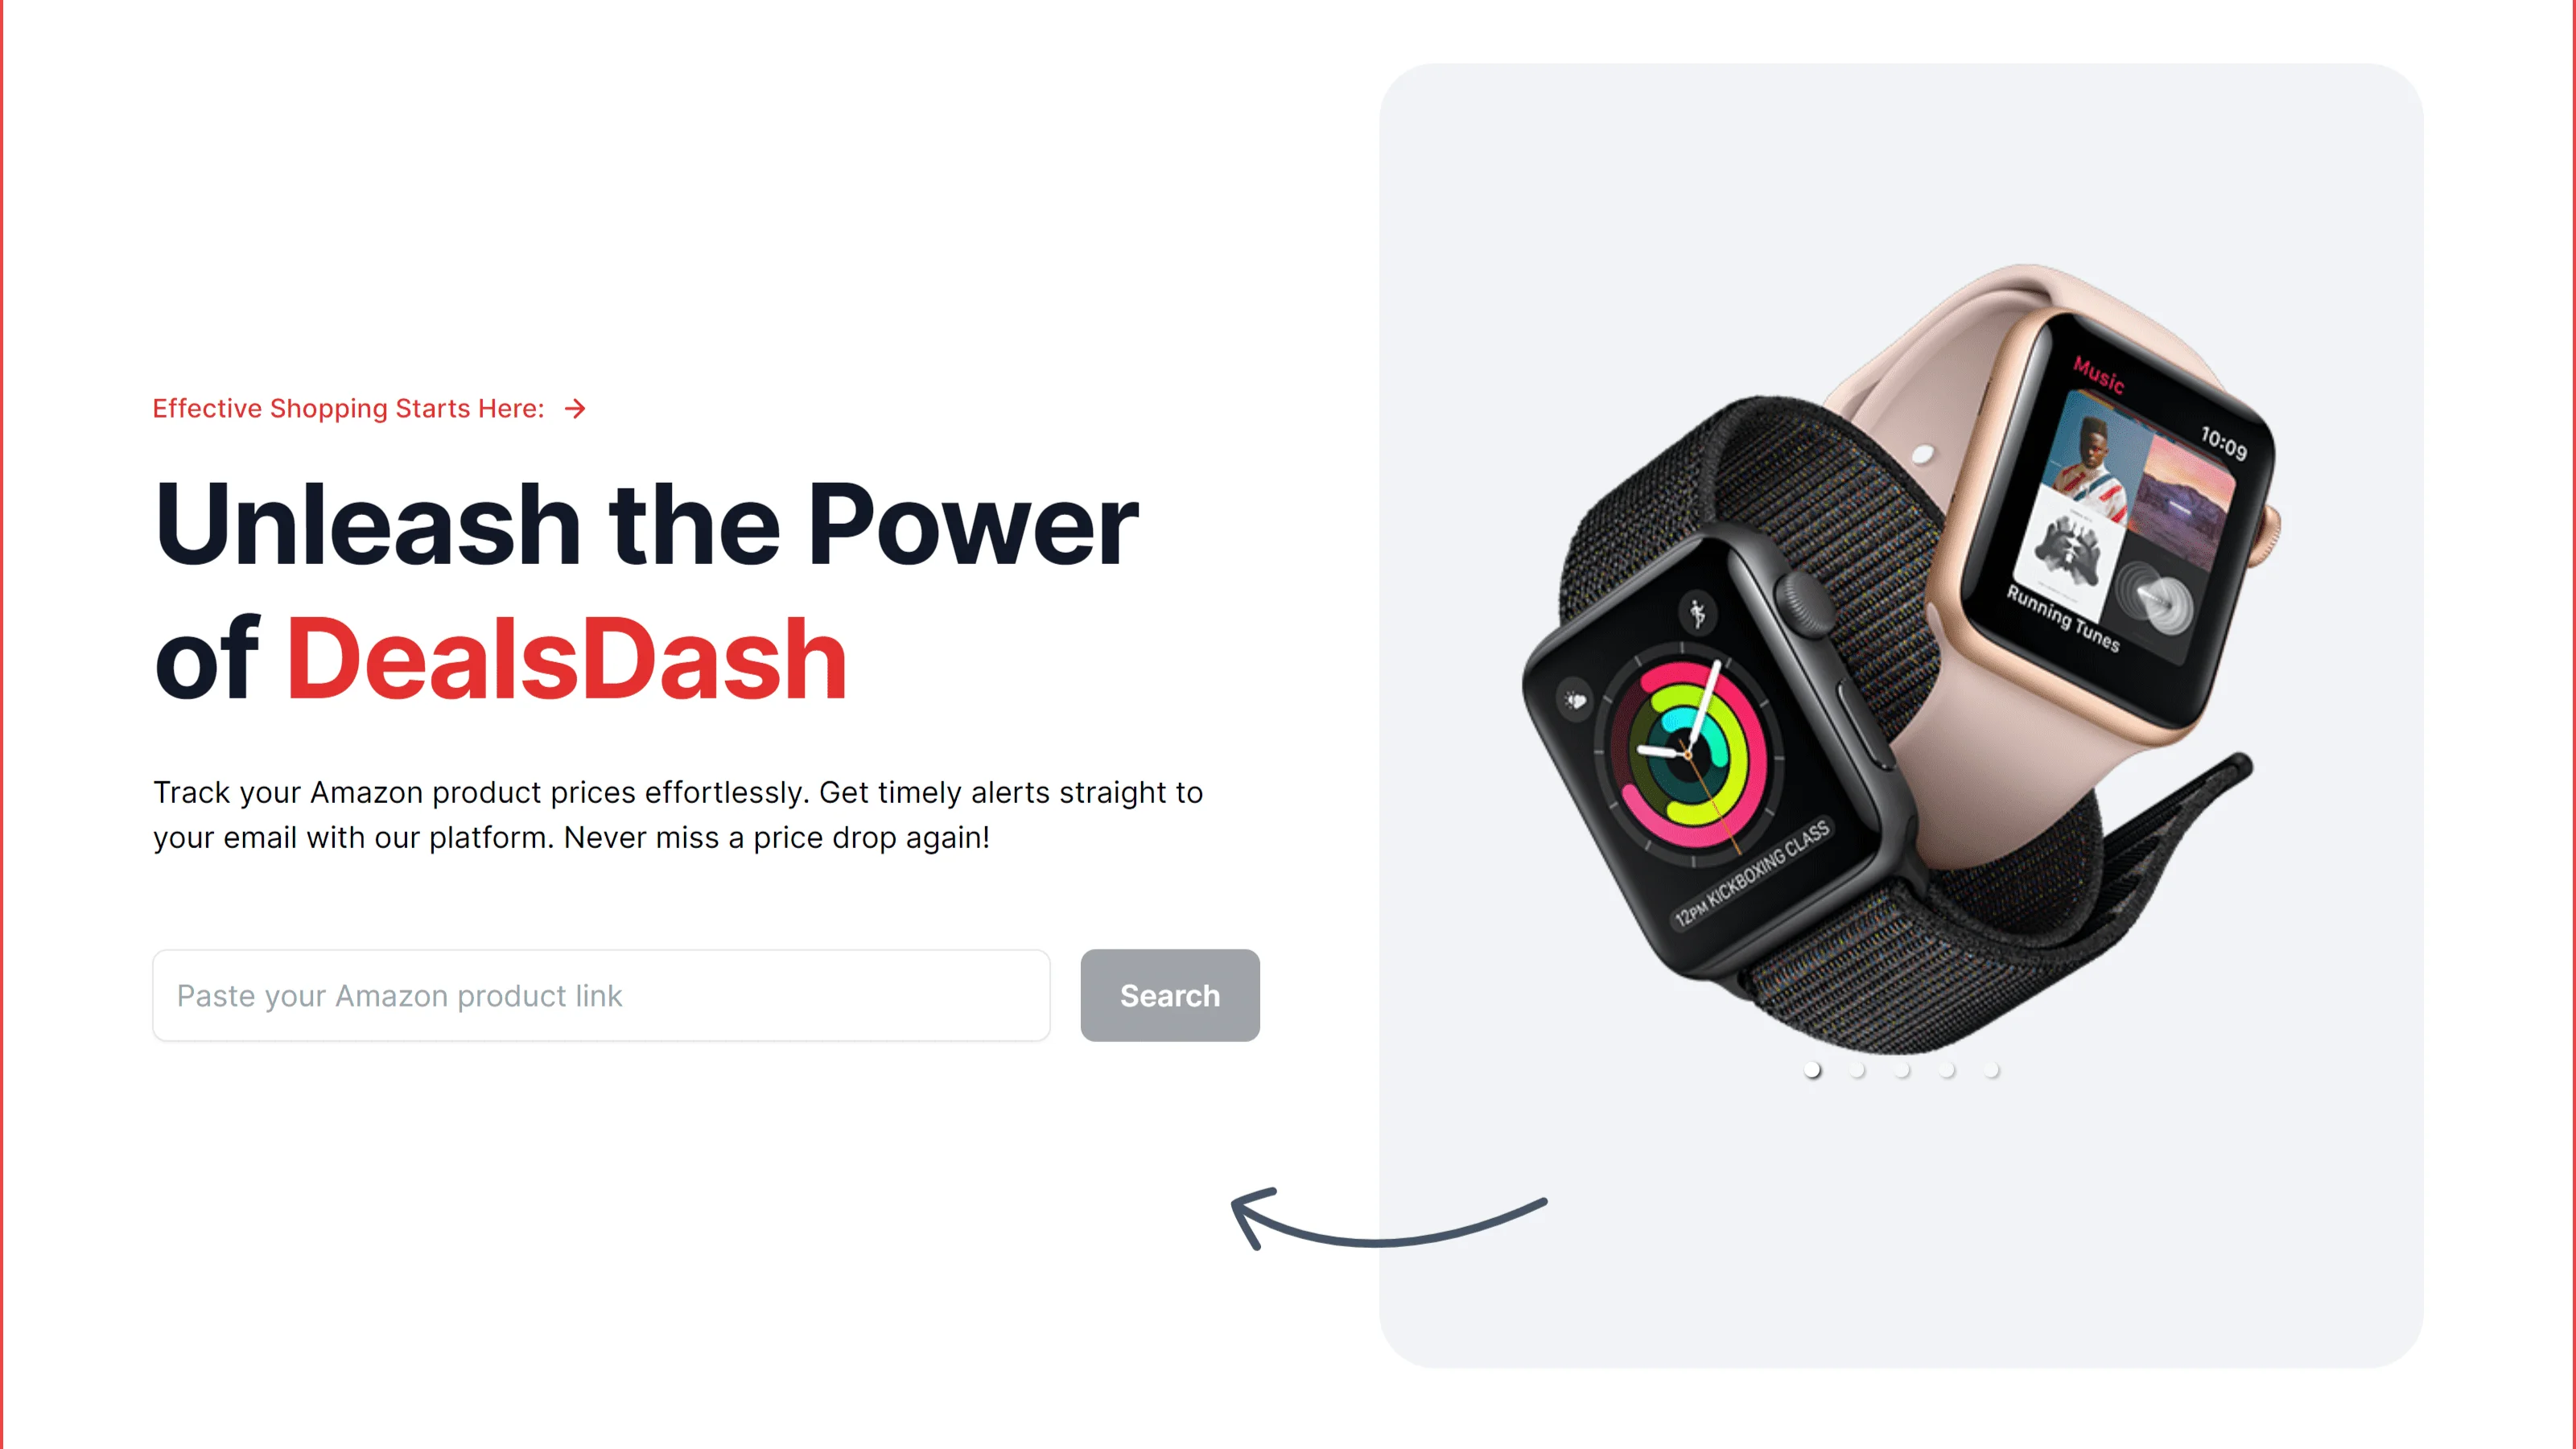 Effective Shopping Starts Here:
Unleash the Power
of DealsDash
Track your Amazon product prices effortlessly. Get timely alerts straight to
your email with our platform. Never miss a price drop again!
Paste your Amazon product link
Search
Music
10:09
Running Tunes
12PM KICKBOXING CLASS